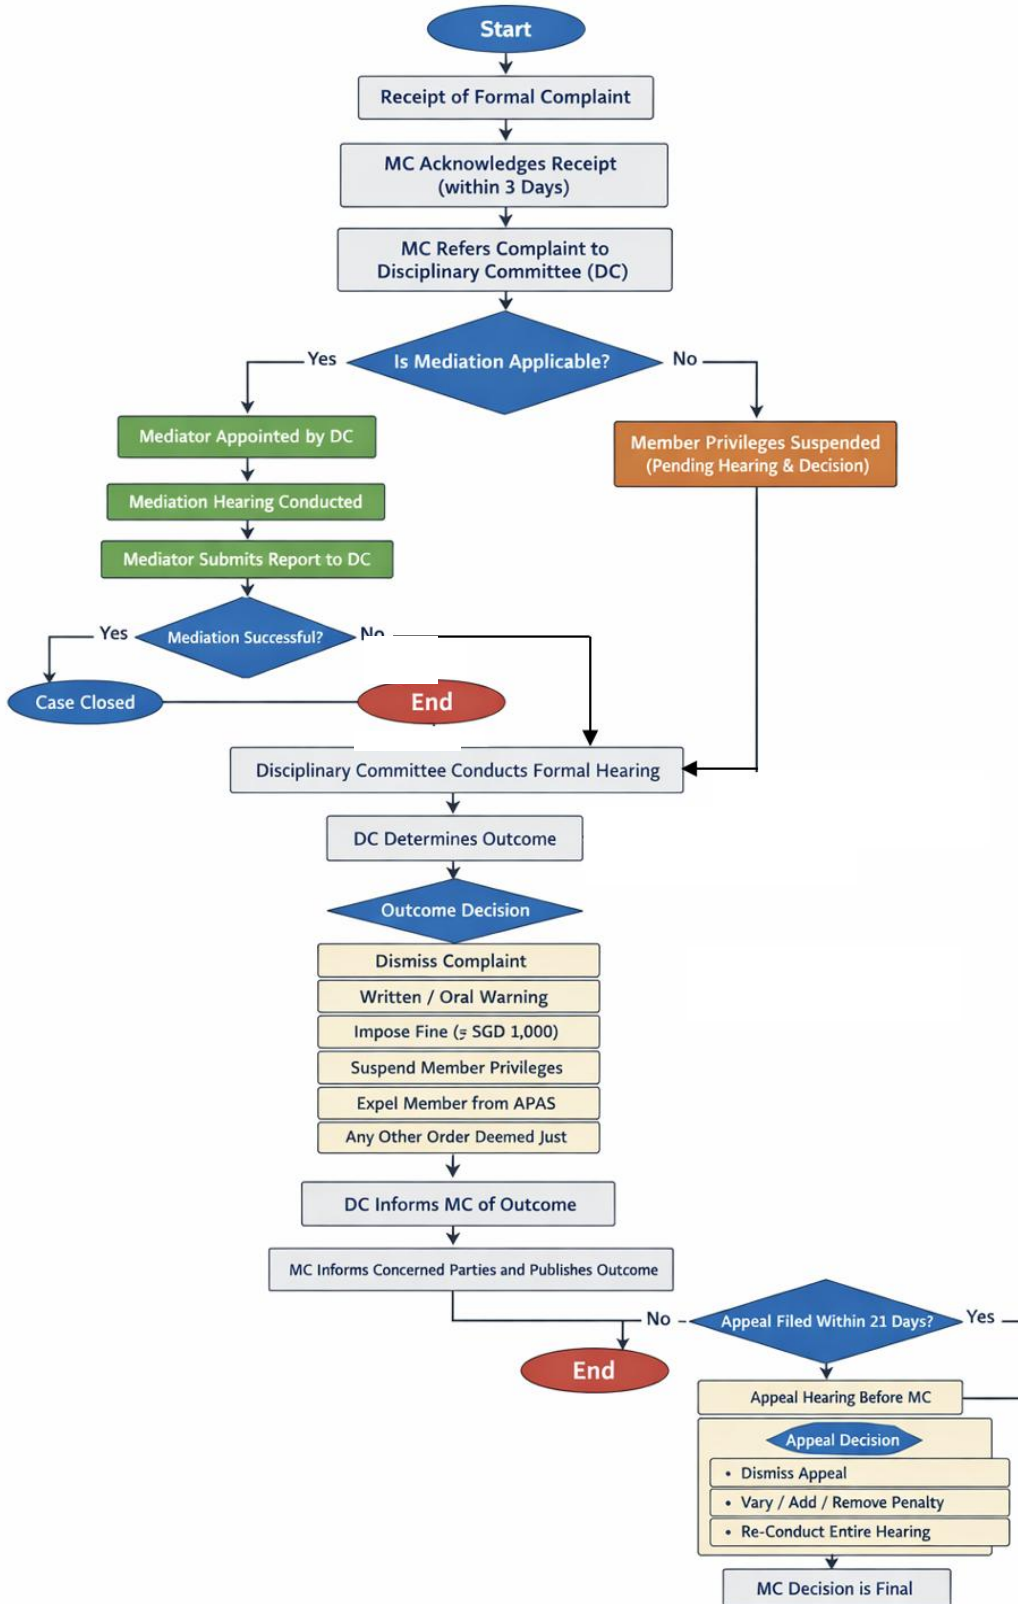 Start
Receipt of Formal Complaint
MC Acknowledges Receipt
(within 3 Days)
MC Refers Complaint to
Disciplinary Committee (DC)
Yes
Is Mediation Applicable?
No
Mediator Appointed by DC
Member Privileges Suspended
(Pending Hearing & Decision)
Mediation Hearing Conducted
Mediator Submits Report to DC
Yes
Mediation Successful?
No
Case Closed
End
Disciplinary Committee Conducts Formal Hearing
DC Determines Outcome
Outcome Decision
Dismiss Complaint
Written / Oral Warning
Impose Fine ( SGD 1,000)
Suspend Member Privileges
Expel Member from APAS
Any Other Order Deemed Just
DC Informs MC of Outcome
MC Informs Concerned Parties and Publishes Outcome
No
Appeal Filed Within 21 Days?
Yes
End
Appeal Hearing Before MC
Appeal Decision
• Dismiss Appeal
• Vary / Add / Remove Penalty
• Re-Conduct Entire Hearing
MC Decision is Final